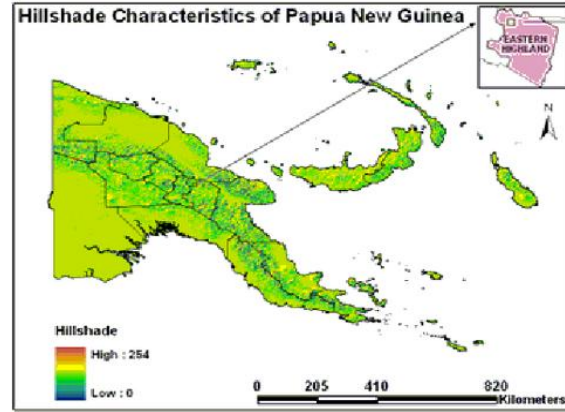 Hillshade Characteristics of Papua New Guinea
EASTERN
HIGHLAND
N
Hillshade
High : 254
Low : 0
0 205 410 820
Kilometers